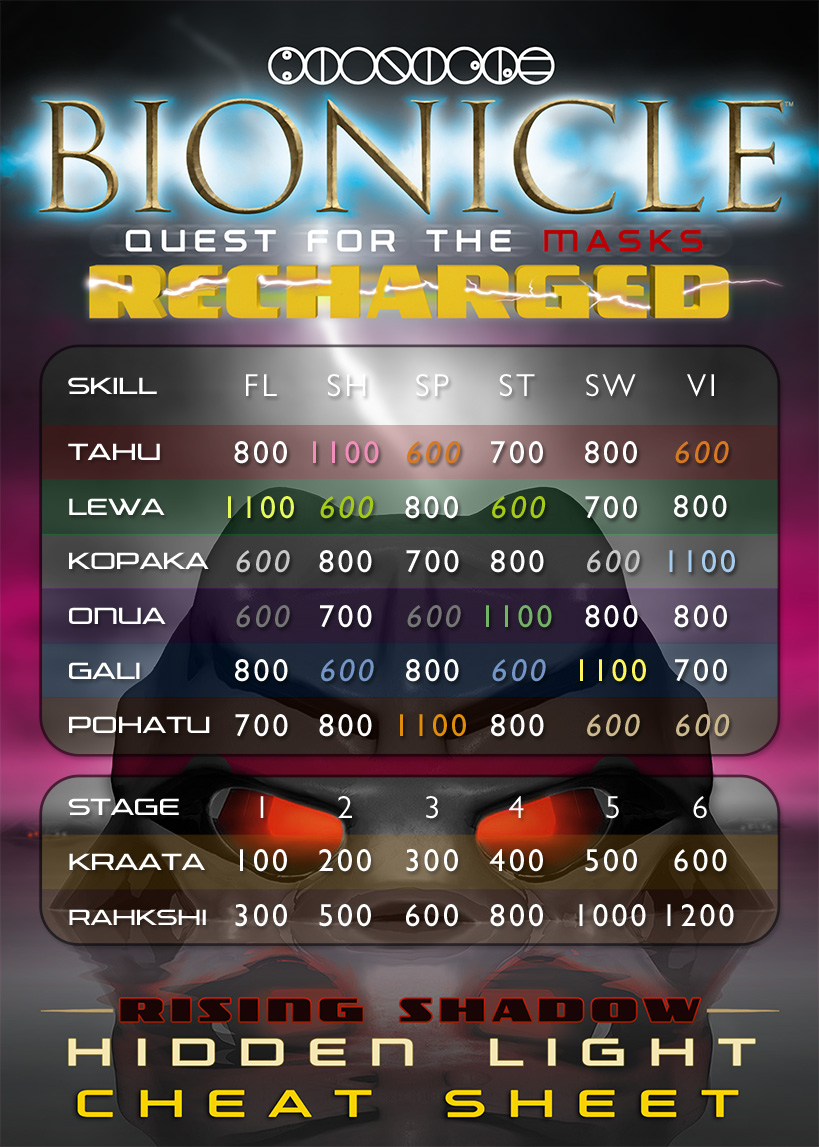 BIONICLE
BIONICLE™
QUEST FOR THE MASKS
RECHARGED
SKILL FL SH SP ST SW VI
TAHU 800 1100 600 700 800 600
LEWA 1100 600 800 600 700 800
KOPAKA 600 800 700 800 600 1100
ONUA 600 700 600 1100 800 800
GALI 800 600 800 600 1100 700
POHATU 700 800 1100 800 600 600
STAGE 1 2 3 4 5 6
KRAATA 100 200 300 400 500 600
RAHKSHI 300 500 600 800 1000 1200
RISING SHADOW
HIDDEN LIGHT
CHEAT SHEET